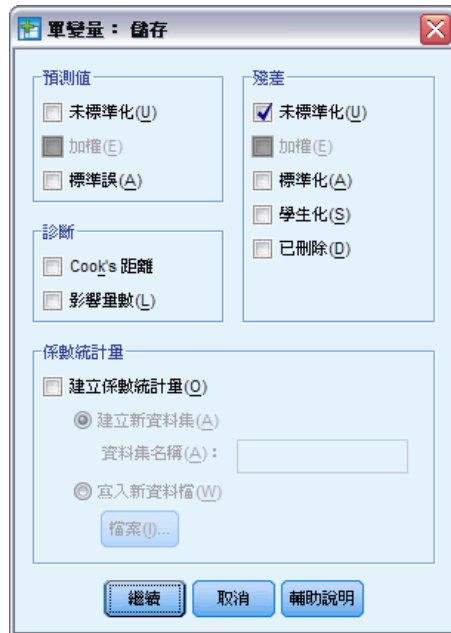 單變量： 儲存
預測值
未標準化(U)
加權(E)
標準誤(A)
診斷
Cook's 距離
影響量數(L)
殘差
未標準化(U)
加權(E)
標準化(A)
學生化(S)
已刪除(D)
係數統計量
建立係數統計量(O)
建立新資料集(A)
資料集名稱(A)：
寫入新資料檔(W)
檔案(I)...
繼續
取消
輔助說明